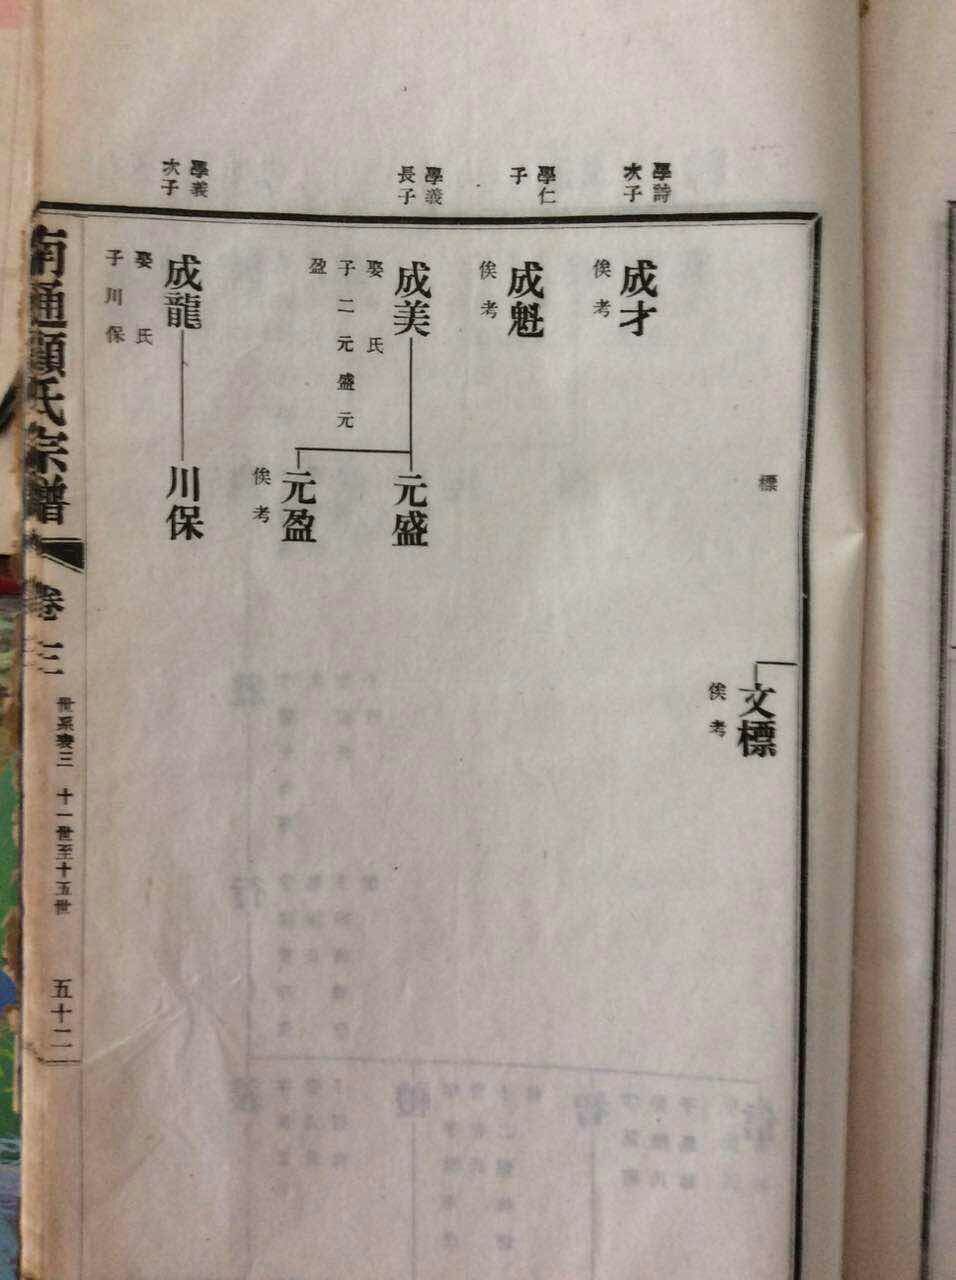 學詩
次子
成才
俟考
學仁
子
成魁
俟考
學義
長子
成美
娶 氏
子二元盛元
盈
學義
次子
成龍
娶 氏
子川保
標
元盛
元盈
俟考
川保
文標
俟考
南通顧氏宗譜
卷三
世系表三 十一世至十五世
五十二